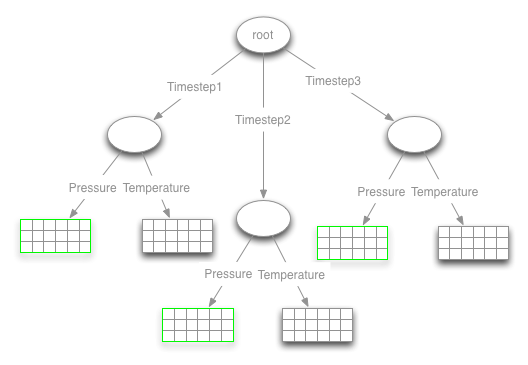 root
Timestep1
Timestep2
Timestep3
Pressure Temperature
Pressure Temperature
Pressure Temperature